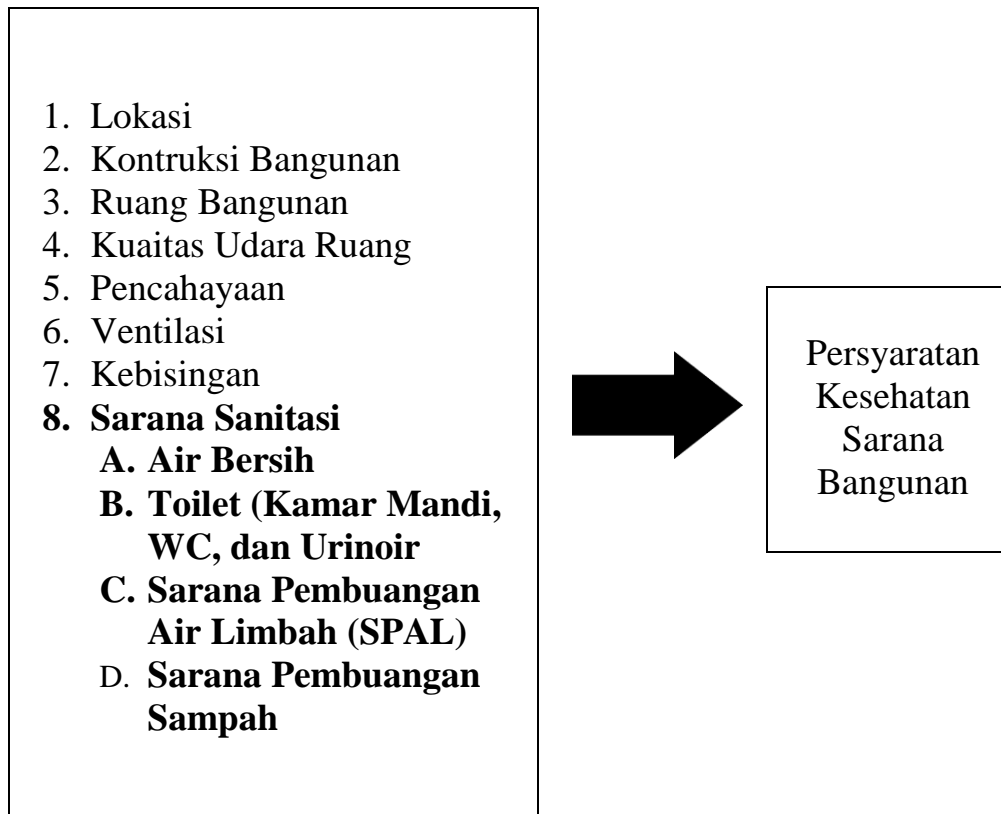 1. Lokasi
2. Kontruksi Bangunan
3. Ruang Bangunan
4. Kuaitas Udara Ruang
5. Pencahayaan
6. Ventilasi
7. Kebisingan
8. Sarana Sanitasi
A. Air Bersih
B. Toilet (Kamar Mandi,
WC, dan Urinoir
C. Sarana Pembuangan
Air Limbah (SPAL)
D. Sarana Pembuangan
Sampah
Persyaratan
Kesehatan
Sarana
Bangunan